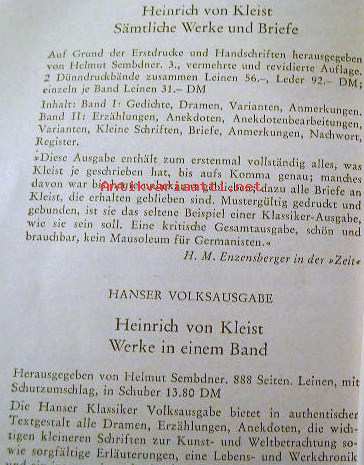 Heinrich von Kleist
Sämtliche Werke und Briefe
Auf Grund der Erstdrucke und Handschriften herausgegeben
von Helmut Sembdner. 3., vermehrte und revidierte Auflage.
2 Dünndruckbände zusammen Leinen 56.–, Leder 92.– DM;
einzeln je Band Leinen 31.– DM
Inhalt: Band I: Gedichte, Dramen, Varianten, Anmerkungen.
Band II: Erzählungen, Anekdoten, Anekdotenbearbeitungen,
Varianten, Kleine Schriften, Briefe, Anmerkungen, Nachwort,
Register.
»Diese Ausgabe enthält zum erstenmal vollständig alles, was
Kleist je geschrieben hat, bis aufs Komma genau; manches
davon war bisher dazu alle Briefe an
Kleist, die erhalten geblieben sind. Mustergültig gedruckt und
gebunden, ist sie das seltene Beispiel einer Klassiker-Ausgabe,
wie sie sein soll. Eine kritische Gesamtausgabe, schön und
brauchbar, kein Mausoleum für Germanisten.«
H. M. Enzensberger in der »Zeit«
HANSER VOLKSAUSGABE
Heinrich von Kleist
Werke in einem Band
Herausgegeben von Helmut Sembdner. 888 Seiten. Leinen, mit
Schutzumschlag, in Schuber 13.80 DM
Die Hanser Klassiker Volksausgabe bietet in authentischer
Textgestalt alle Dramen, Erzählungen, Anekdoten, die wich-
tigen kleineren Schriften zur Kunst- und Weltbetrachtung so-
wie sorgfältige Erläuterungen, eine Lebens- und Werkchronik